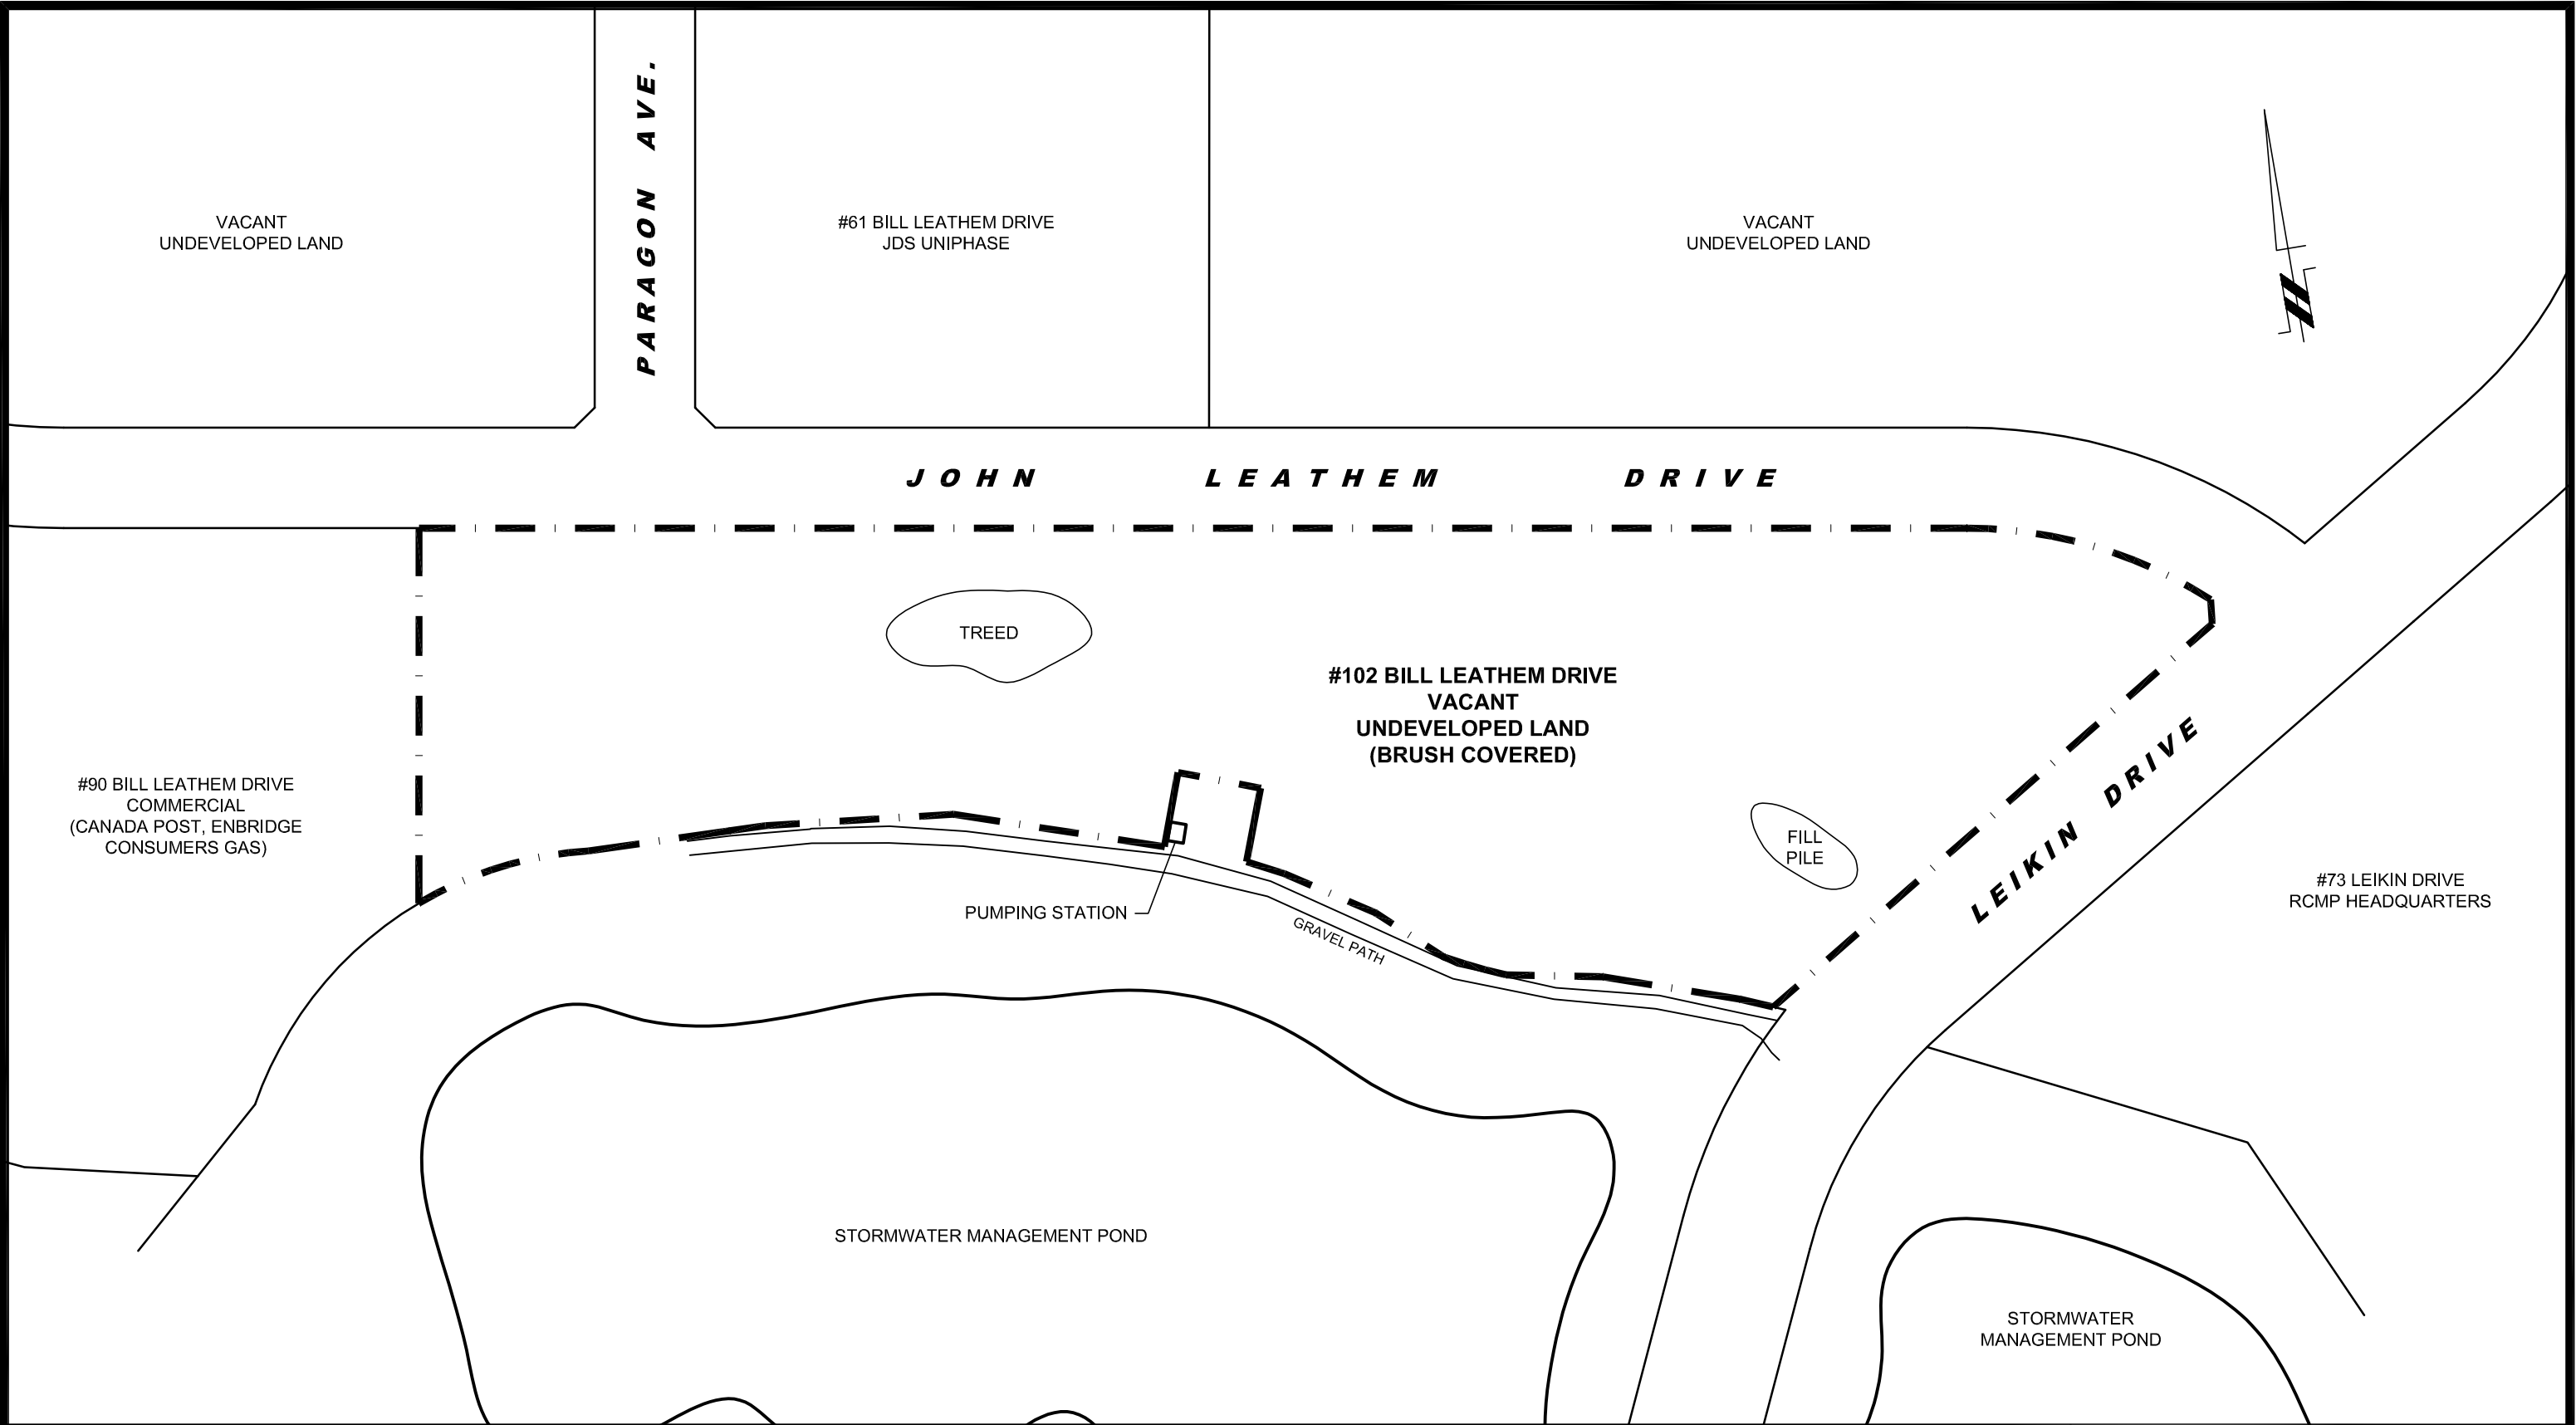 VACANT
UNDEVELOPED LAND
PARAGON AVE.
#61 BILL LEATHEM DRIVE
JDS UNIPHASE
VACANT
UNDEVELOPED LAND
JOHN LEATHEM DRIVE
TREED
#102 BILL LEATHEM DRIVE
VACANT
UNDEVELOPED LAND
(BRUSH COVERED)
#90 BILL LEATHEM DRIVE
COMMERCIAL
(CANADA POST, ENBRIDGE
CONSUMERS GAS)
FILL
PILE
LEIKIN DRIVE
#73 LEIKIN DRIVE
RCMP HEADQUARTERS
PUMPING STATION
GRAVEL PATH
STORMWATER MANAGEMENT POND
STORMWATER
MANAGEMENT POND